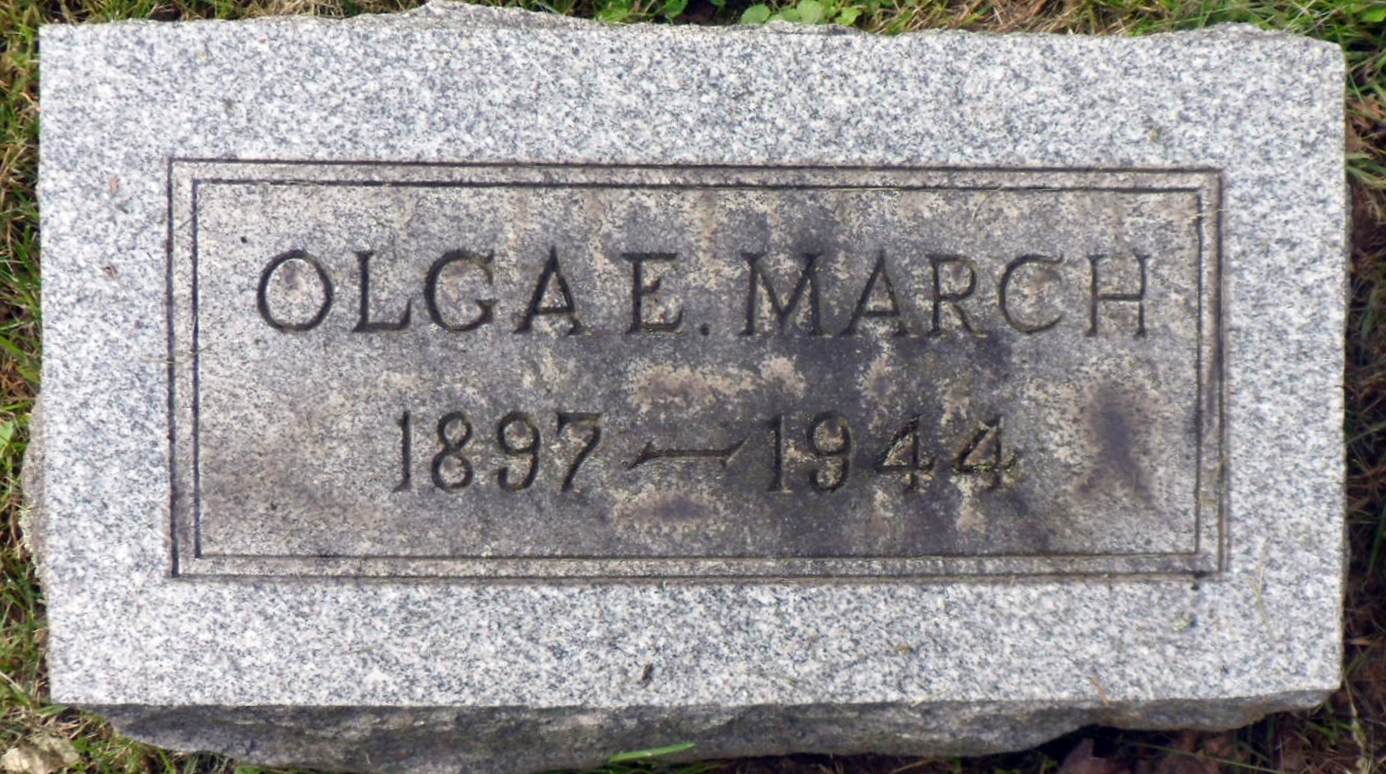 OLGA E. MARCH
1897 — 1944